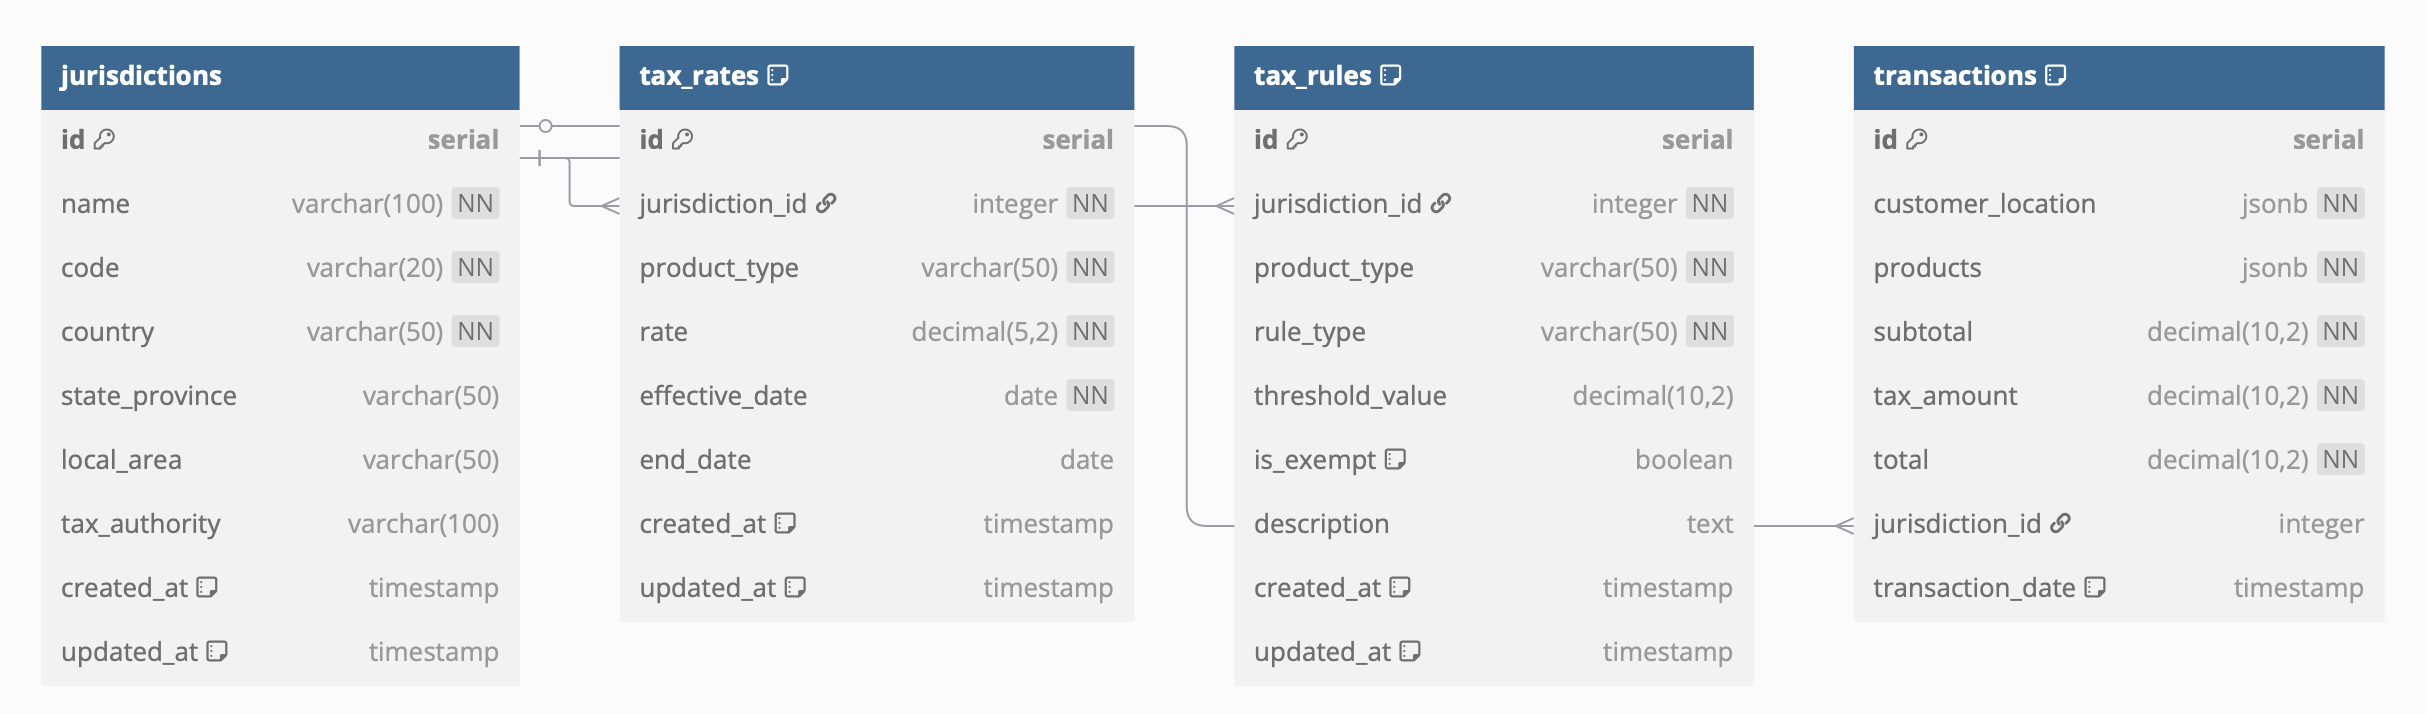 jurisdictions
id serial
name varchar(100) NN
code varchar(20) NN
country varchar(50) NN
state_province varchar(50)
local_area varchar(50)
tax_authority varchar(100)
created_at timestamp
updated_at timestamp
tax_rates
id serial
jurisdiction_id integer NN
product_type varchar(50) NN
rate decimal(5,2) NN
effective_date date NN
end_date date
created_at timestamp
updated_at timestamp
tax_rules
id serial
jurisdiction_id integer NN
product_type varchar(50) NN
rule_type varchar(50) NN
threshold_value decimal(10,2)
is_exempt boolean
description text
created_at timestamp
updated_at timestamp
transactions
id serial
customer_location jsonb NN
products jsonb NN
subtotal decimal(10,2) NN
tax_amount decimal(10,2) NN
total decimal(10,2) NN
jurisdiction_id integer
transaction_date timestamp